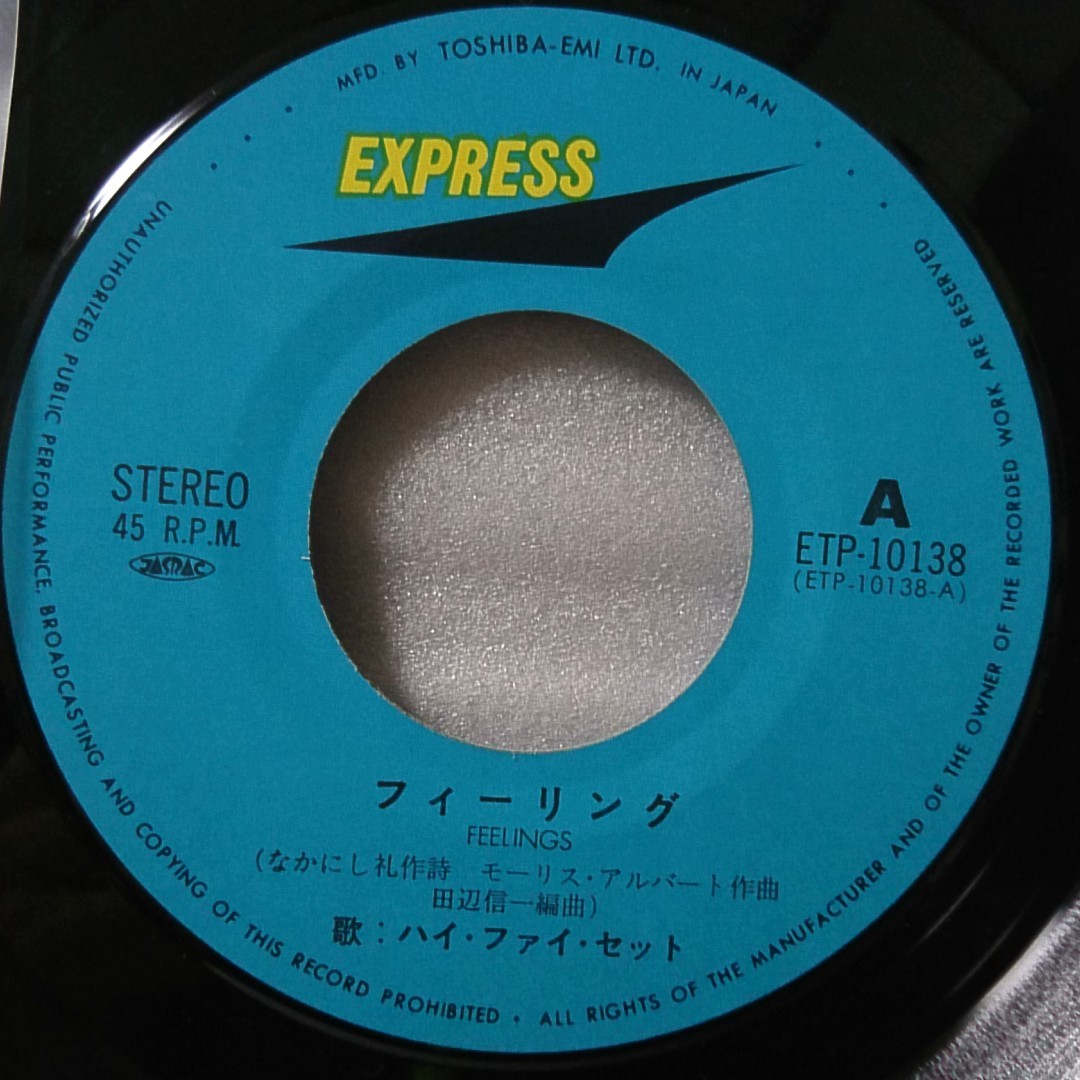 MFD. BY TOSHIBA-EMI LTD. IN JAPAN
EXPRESS
STEREO
45 R.P.M.
JASRAC
A
ETP-10138
(ETP-10138-A)
フィーリング
FEELINGS
(なかにし礼作詩 モーリス・アルバート作曲
田辺信一編曲)
歌:ハイ・ファイ・セット
UNAUTHORIZED PUBLIC PERFORMANCE. BROADCASTING AND COPYING OF THIS RECORD PROHIBITED . ALL RIGHTS OF THE MANUFACTURER AND OF THE OWNER OF THE RECORDED WORK ARE RESERVED